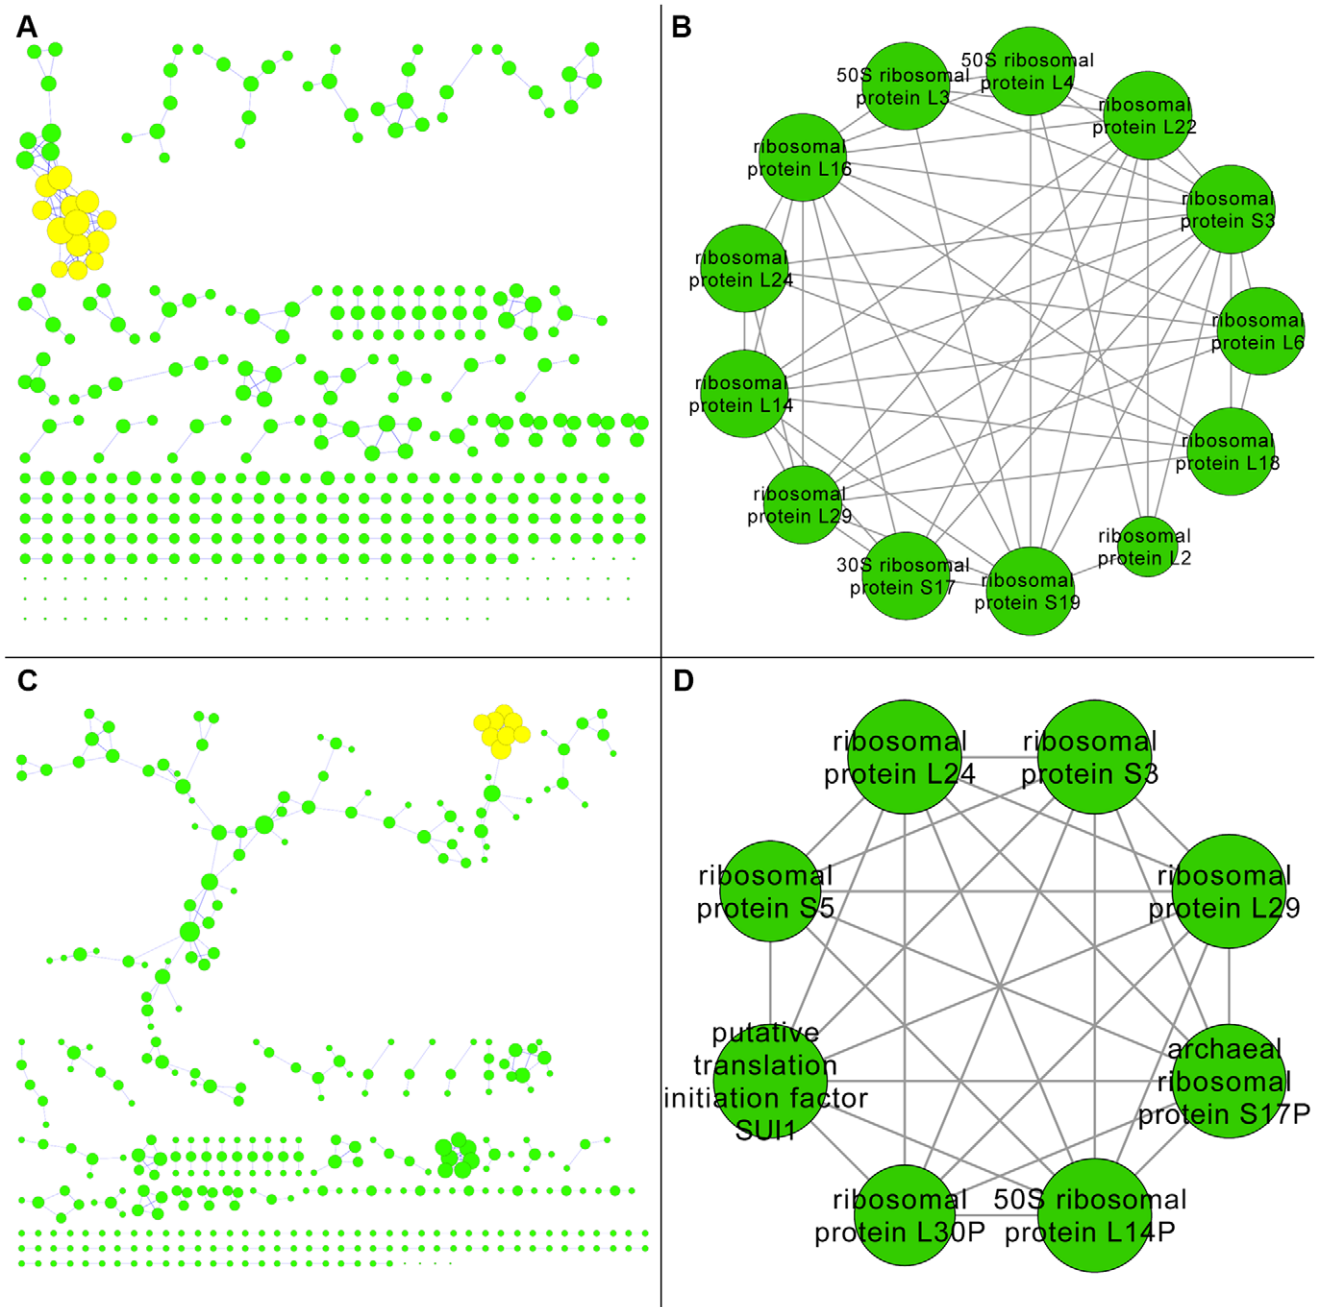 A
B
50S ribosomal
protein L3
50S ribosomal
protein L4
ribosomal
protein L22
ribosomal
protein L16
ribosomal
protein S3
ribosomal
protein L24
ribosomal
protein L6
ribosomal
protein L14
ribosomal
protein L18
ribosomal
protein L29
ribosomal
protein L2
30S ribosomal
protein S17
ribosomal
protein S19
C
D
ribosomal
protein L24
ribosomal
protein S3
ribosomal
protein S5
ribosomal
protein L29
putative
translation
initiation factor
SUI1
archaeal
ribosomal
protein S17P
ribosomal
protein L30P
50S ribosomal
protein L14P